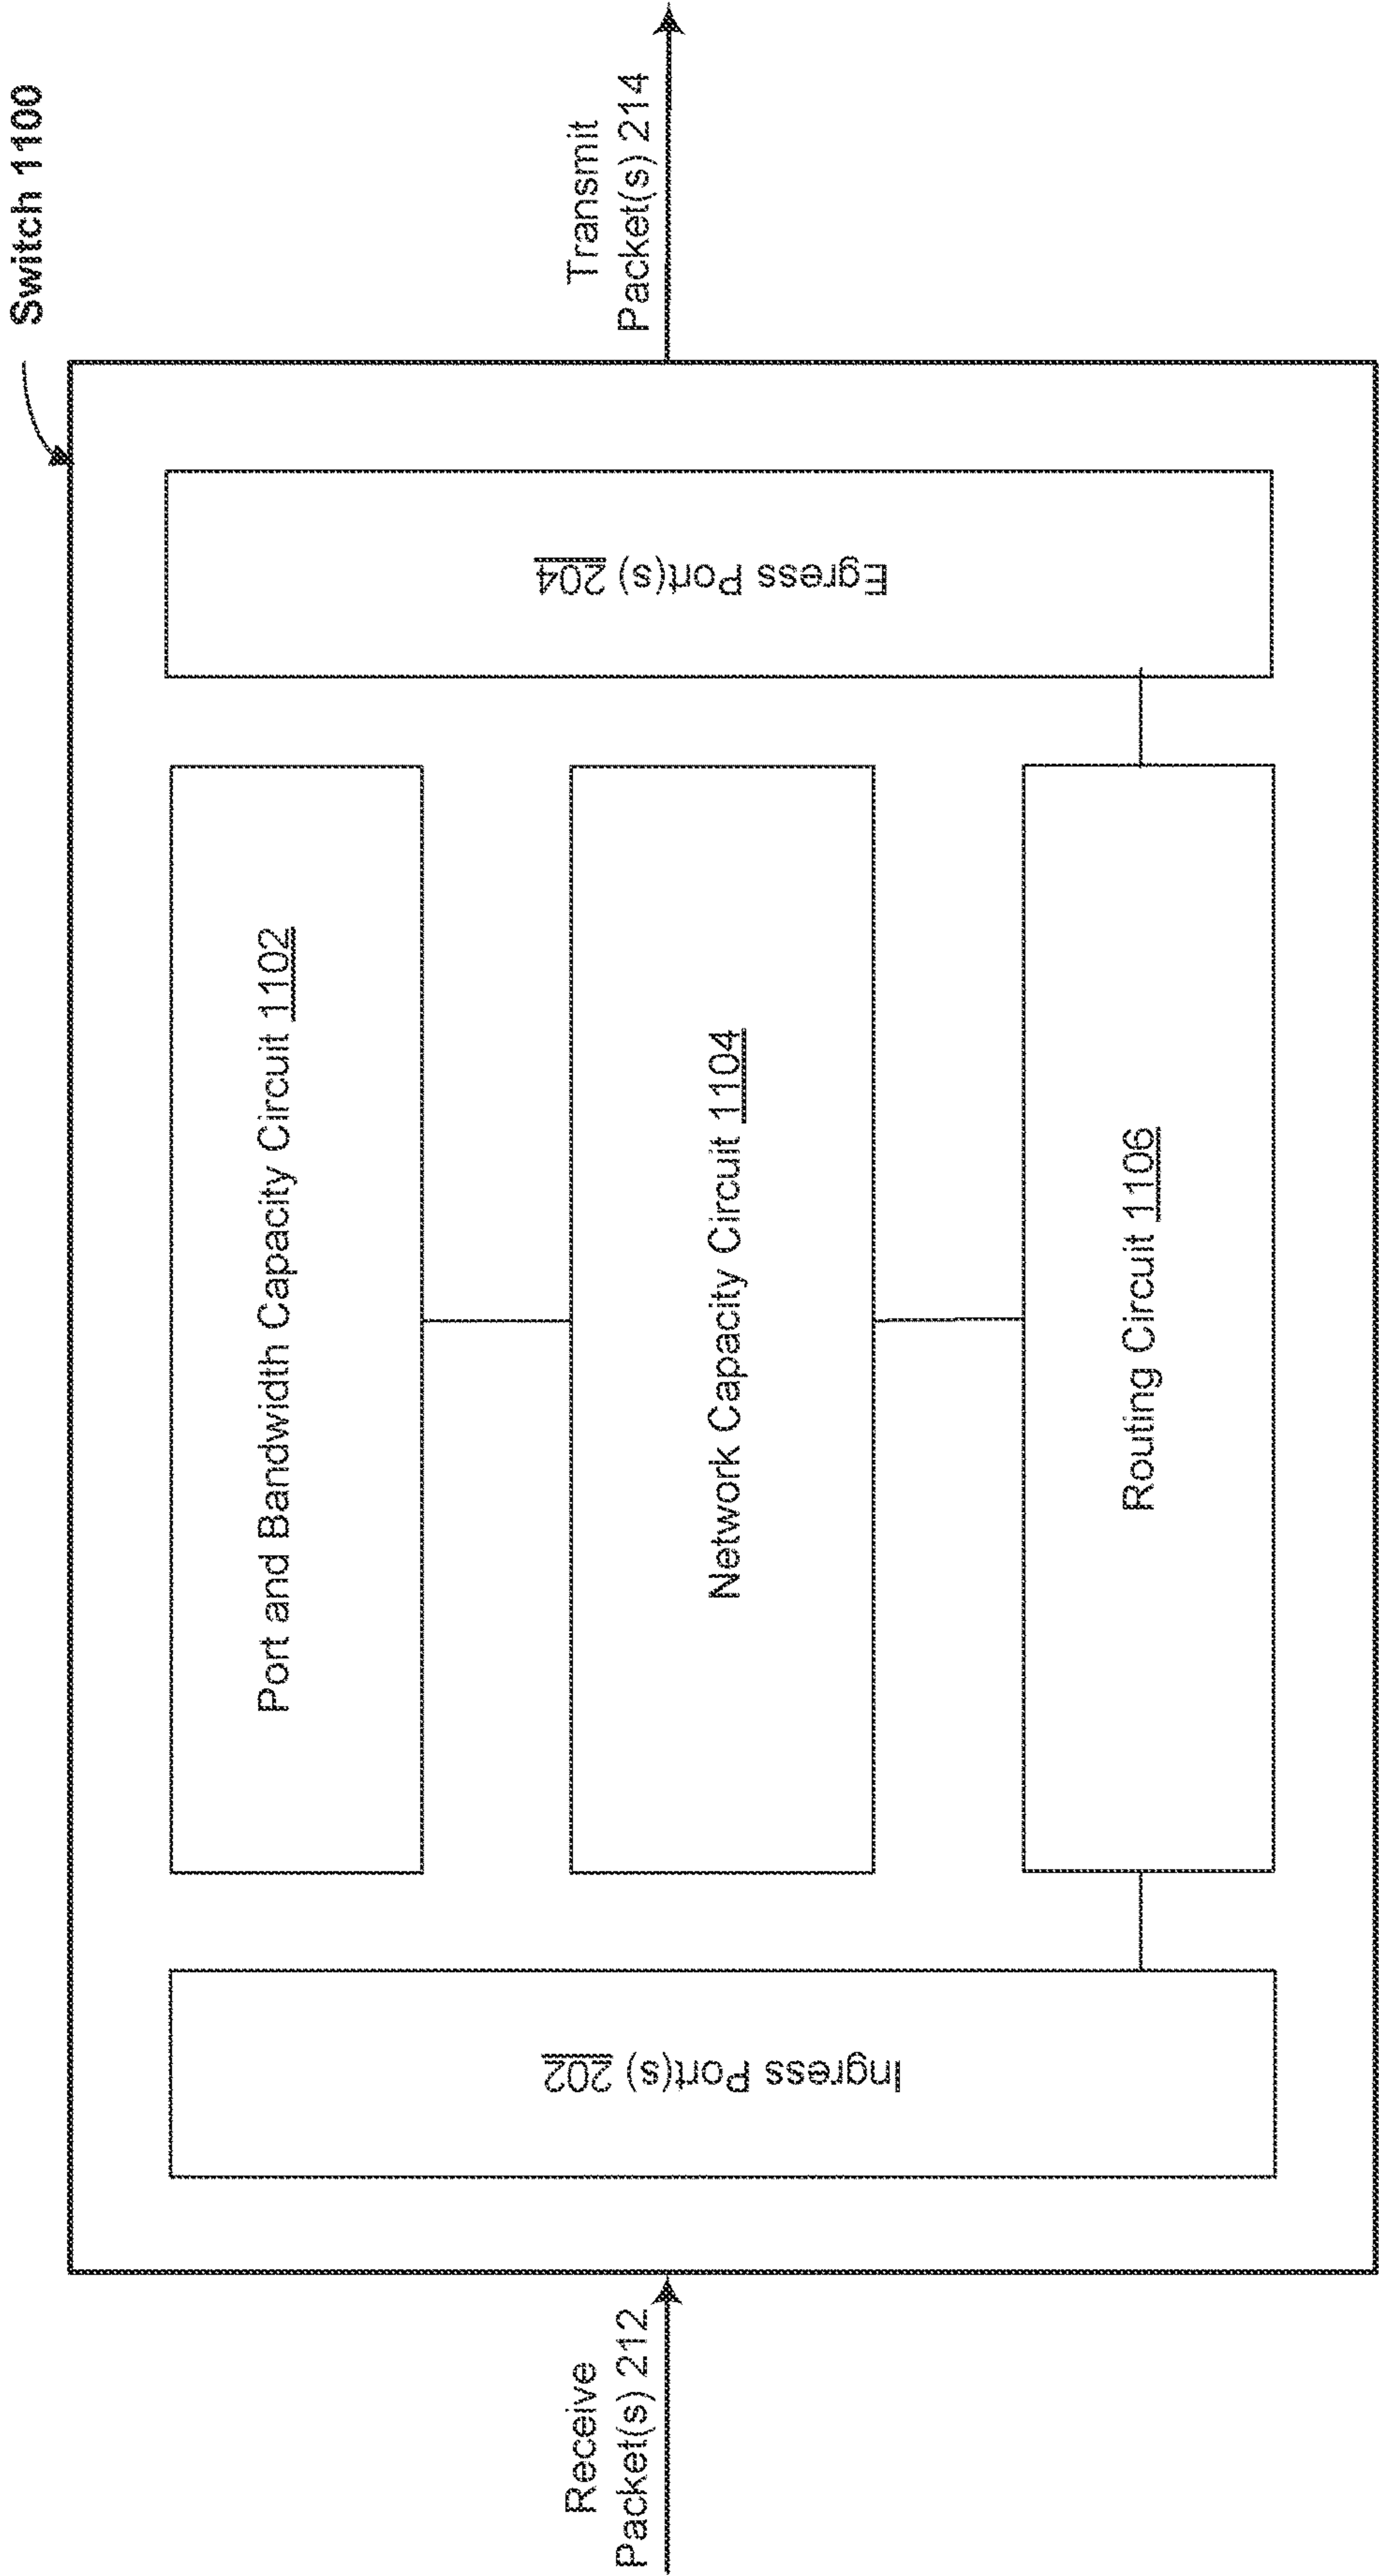 Switch 1100
Receive
Packet(s) 212
Ingress Port(s) 202
Port and Bandwidth Capacity Circuit 1102
Network Capacity Circuit 1104
Routing Circuit 1106
Egress Port(s) 204
Transmit
Packet(s) 214